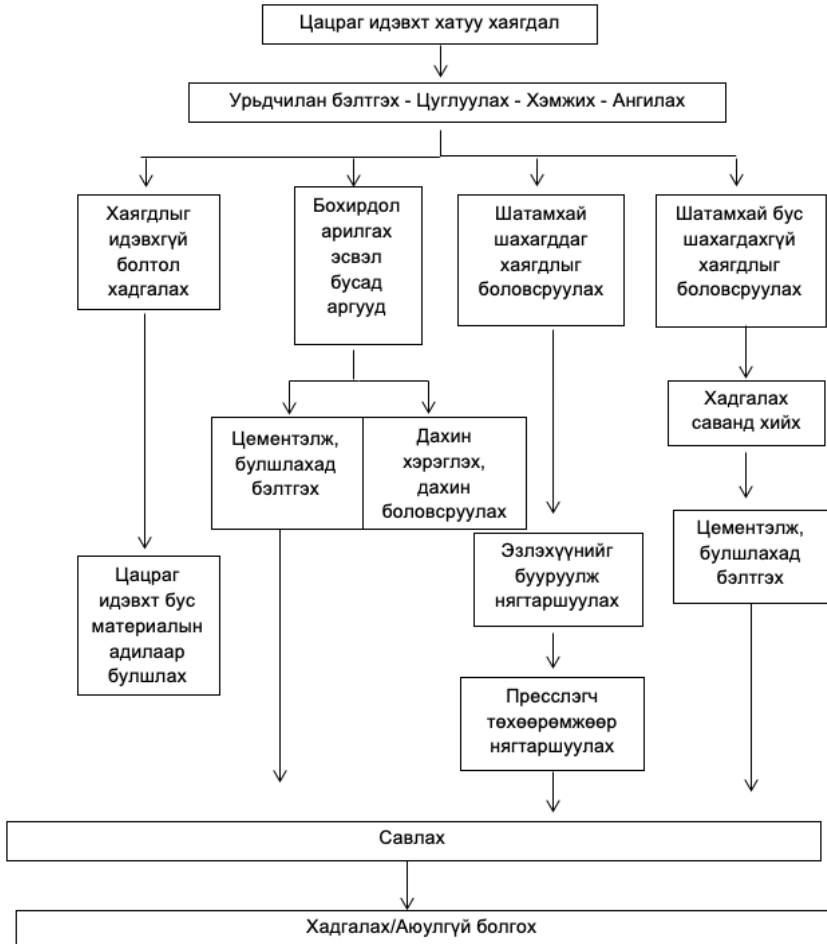 Цацраг идэвхт хатуу хаягдал
Урьдчилан бэлтгэх - Цуглуулах - Хэмжих - Ангилах
Хаягдлыг
идэвхгүй
болтол
хадгалах
Бохирдол
арилгах
эсвэл
бусад
аргууд
Шатамхай
шахагддаг
хаягдлыг
боловсруулах
Шатамхай бус
шахагдахгүй
хаягдлыг
боловсруулах
Хадгалах
саванд хийх
Цементэлж,
булшлахад
бэлтгэх
Дахин
хэрэглэх,
дахин
боловсруулах
Цементэлж,
булшлахад
бэлтгэх
Эзлэхүүнийг
бууруулж
нягтаршуулах
Цацраг
идэвхт бус
материалын
адилаар
булшлах
Пресслэгч
төхөөрөмжөөр
нягтаршуулах
Савлах
Хадгалах/Аюулгүй болгох